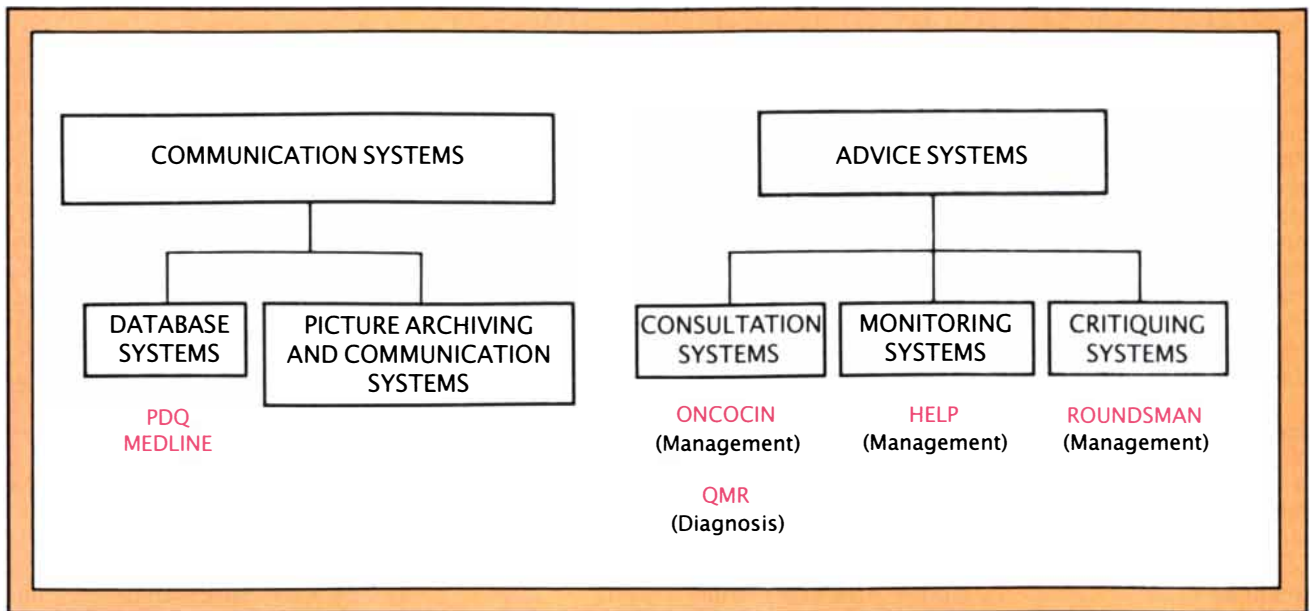 COMMUNICATION SYSTEMS
DATABASE
SYSTEMS
PDQ
MEDLINE
PICTURE ARCHIVING
AND COMMUNICATION
SYSTEMS
ADVICE SYSTEMS
CONSULTATION
SYSTEMS
ONCOCIN
(Management)
QMR
(Diagnosis)
MONITORING
SYSTEMS
HELP
(Management)
CRITIQUING
SYSTEMS
ROUNDSMAN
(Management)